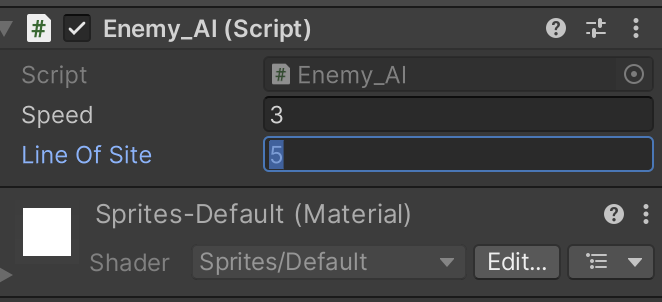 # Enemy_AI (Script)
Script # Enemy_AI
Speed 3
Line Of Site 5
Sprites-Default (Material)
Shader Sprites/Default Edit...